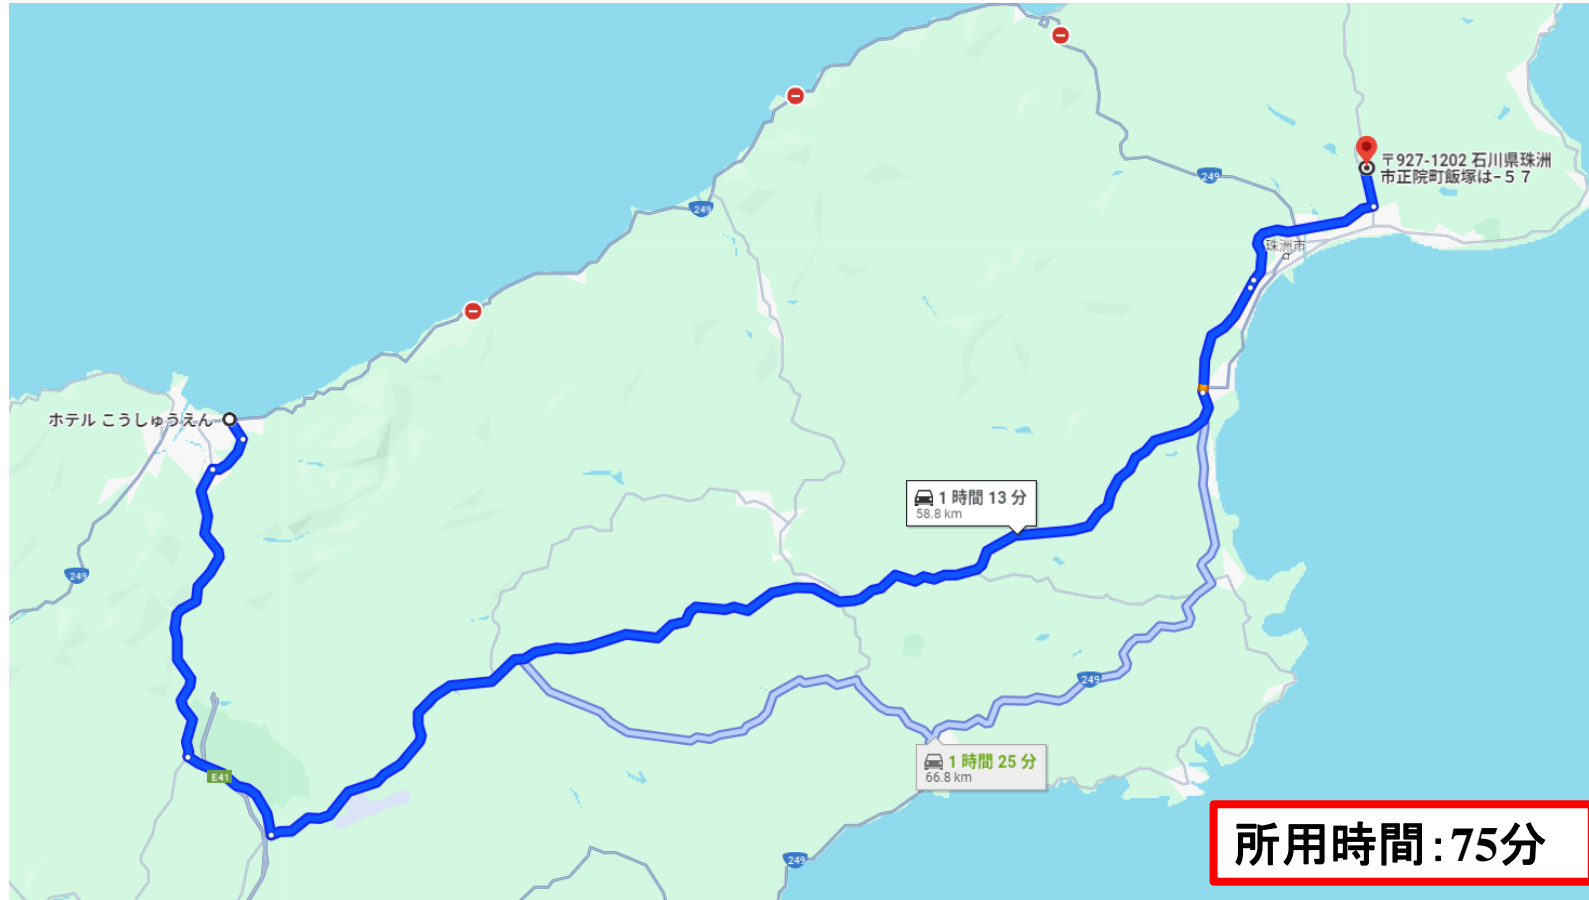 249
〒927-1202 石川県珠洲
市正院町飯塚は−５７
249
珠洲市
ホテル こうしゅうえん
1 時間 13 分
58.8 km
249
249
1 時間 25 分
66.8 km
E41
所用時間：75分
249